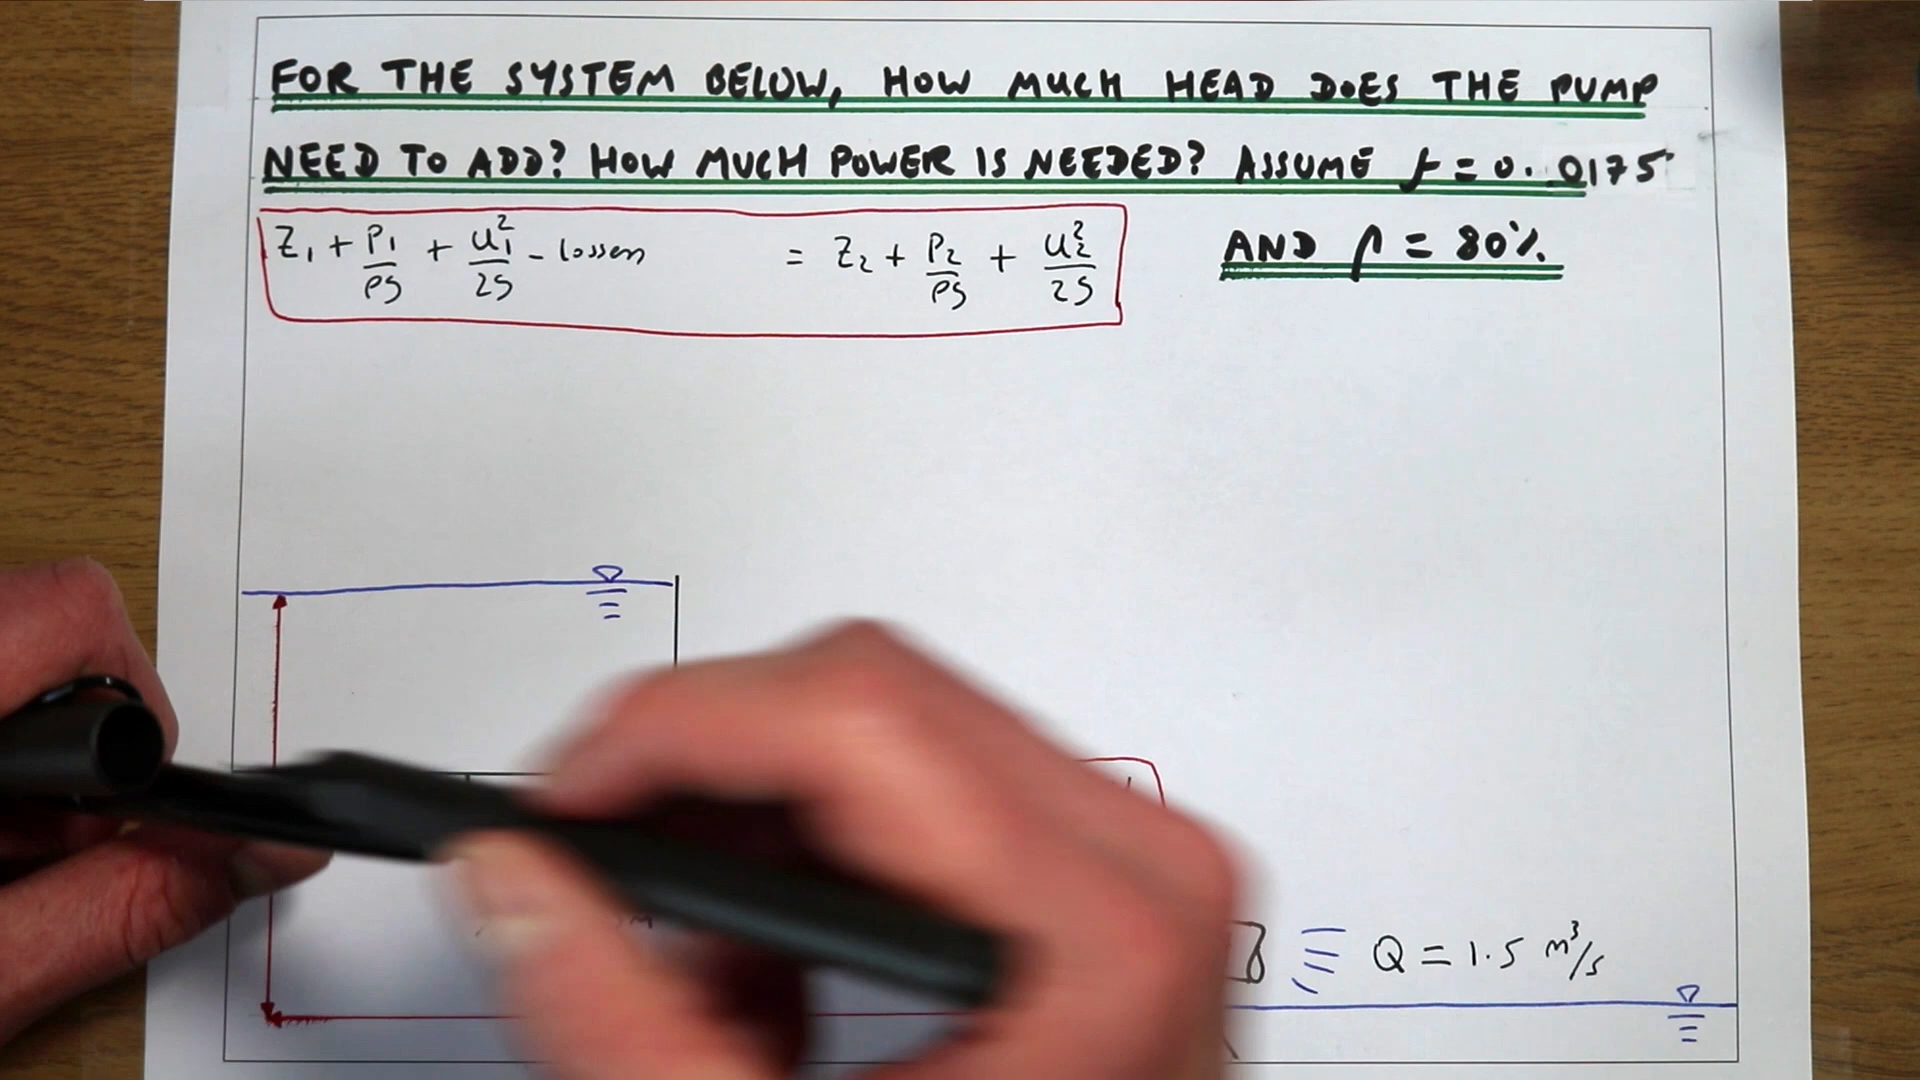 FOR THE SYSTEM BELOW, HOW MUCH HEAD DOES THE PUMP
NEED TO ADD? HOW MUCH POWER IS NEEDED? ASSUME f = 0.0175
AND η = 80%.
Z₁ + P₁/ρg + u₁²/2g - losses = Z₂ + P₂/ρg + u₂²/2g
Q = 1.5 m³/s